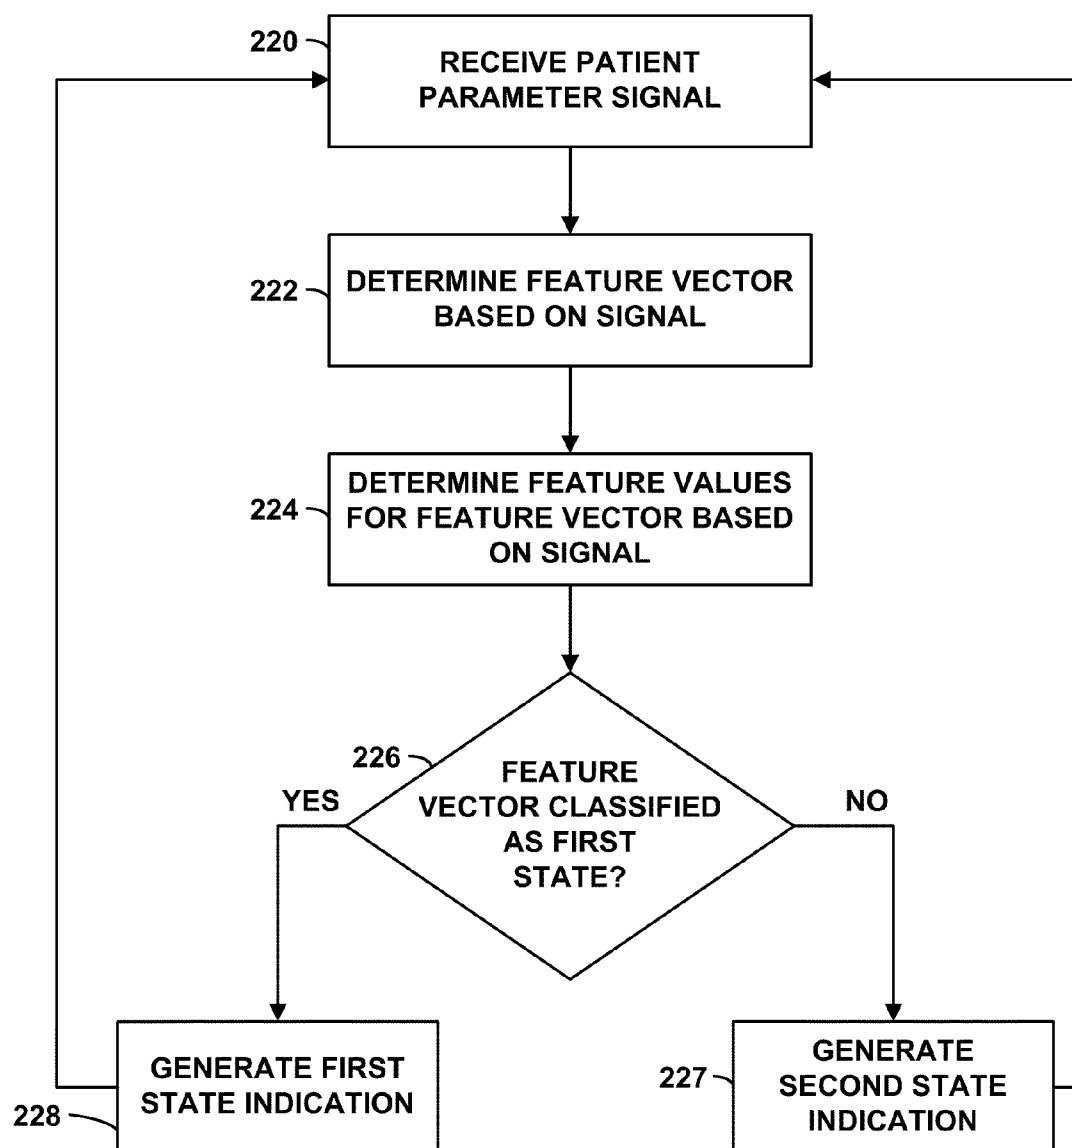 220
RECEIVE PATIENT
PARAMETER SIGNAL
222
DETERMINE FEATURE VECTOR
BASED ON SIGNAL
224
DETERMINE FEATURE VALUES
FOR FEATURE VECTOR BASED
ON SIGNAL
226
FEATURE
VECTOR CLASSIFIED
AS FIRST
STATE?
YES
NO
GENERATE FIRST
STATE INDICATION
228
GENERATE
SECOND STATE
INDICATION
227